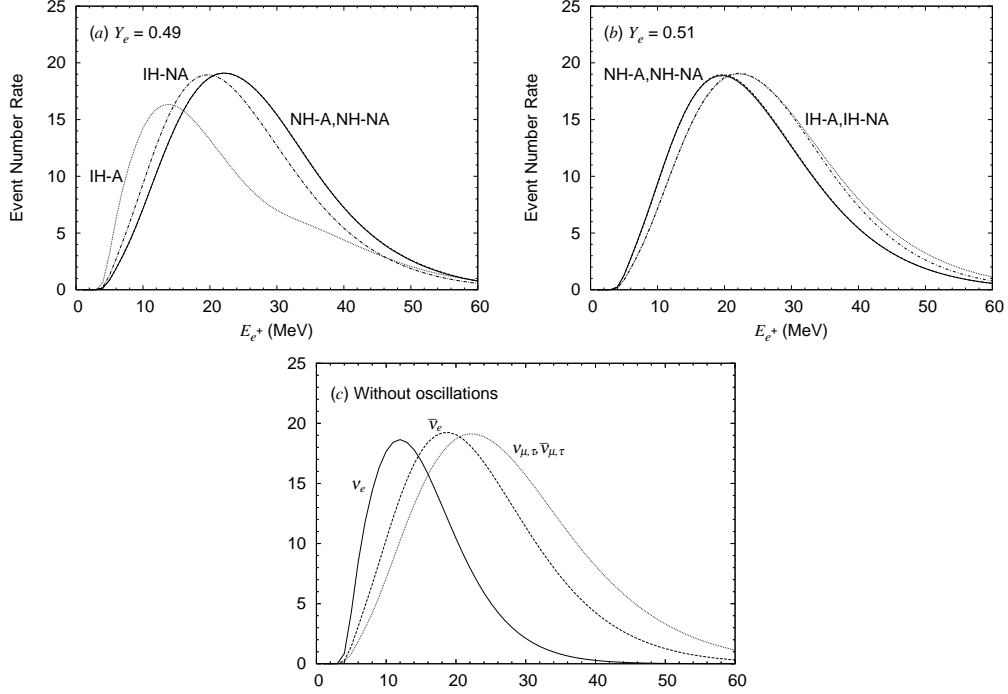 (a) Yₑ = 0.49
IH-NA
NH-A,NH-NA
IH-A
Event Number Rate
0 5 10 15 20 25
0 10 20 30 40 50 60
Eₑ⁺ (MeV)
(b) Yₑ = 0.51
NH-A,NH-NA
IH-A,IH-NA
Event Number Rate
0 5 10 15 20 25
0 10 20 30 40 50 60
Eₑ⁺ (MeV)
(c) Without oscillations
ν̅ₑ
ν_μ,τ,ν̅_μ,τ
νₑ
0 5 10 15 20 25
0 10 20 30 40 50 60